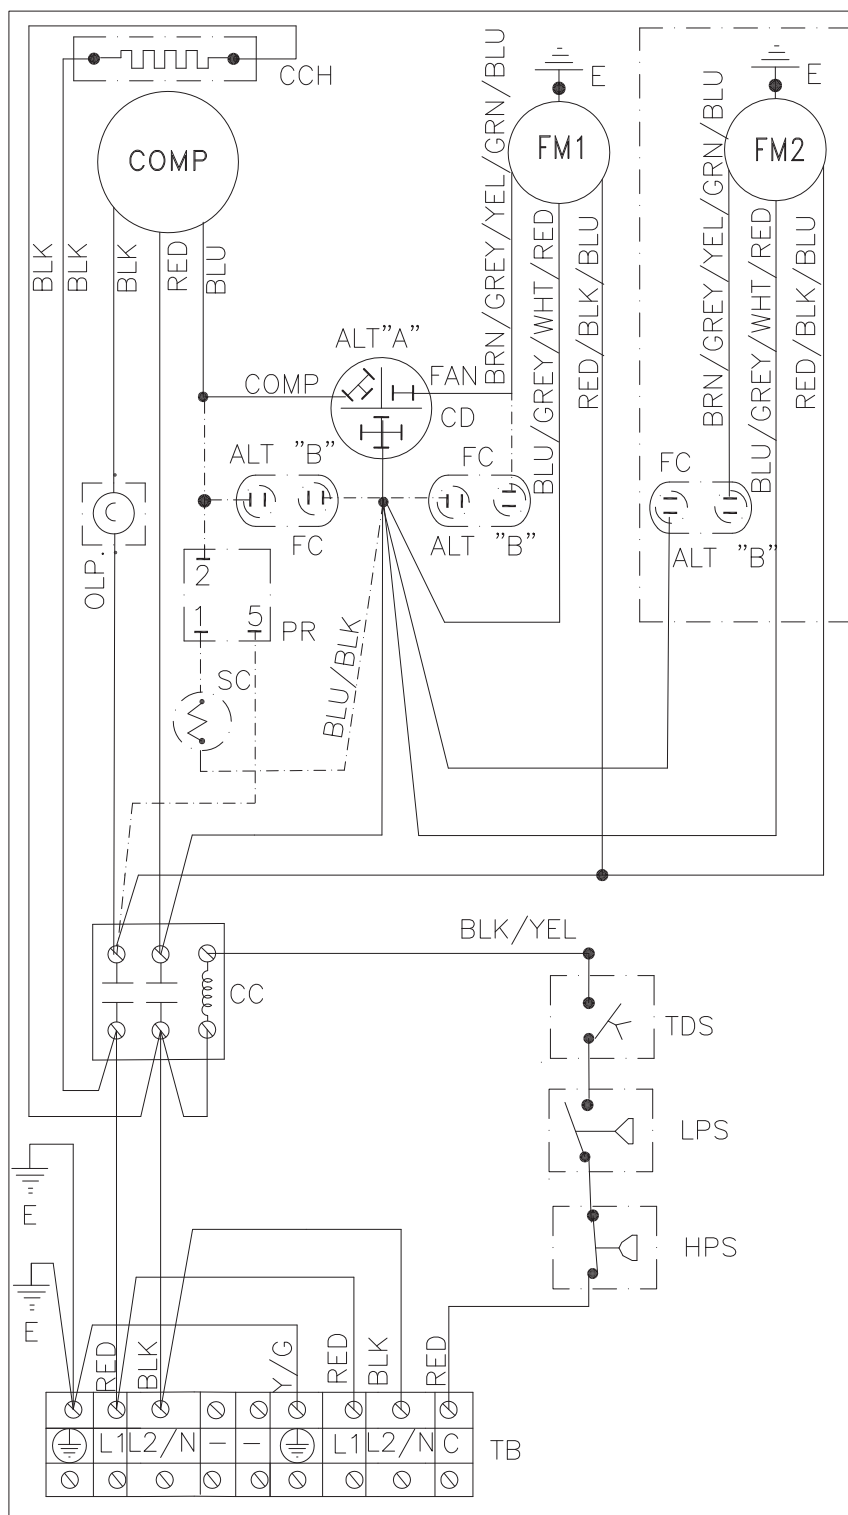 CCH
E
E
COMP
FM1
FM2
BLK
BLK
BLK
RED
BLU
BRN/GREY/YEL/GRN/BLU
BLU/GREY/WHT/RED
RED/BLK/BLU
BRN/GREY/YEL/GRN/BLU
BLU/GREY/WHT/RED
RED/BLK/BLU
ALT"A"
COMP
FAN
CD
ALT "B"
FC
FC
ALT "B"
FC
ALT "B"
OLP.
2
1 5
PR
SC
BLU/BLK
BLK/YEL
CC
TDS
LPS
HPS
E
E
RED
BLK
Y/G
RED
BLK
RED
L1 L2/N - - L1 L2/N C
TB